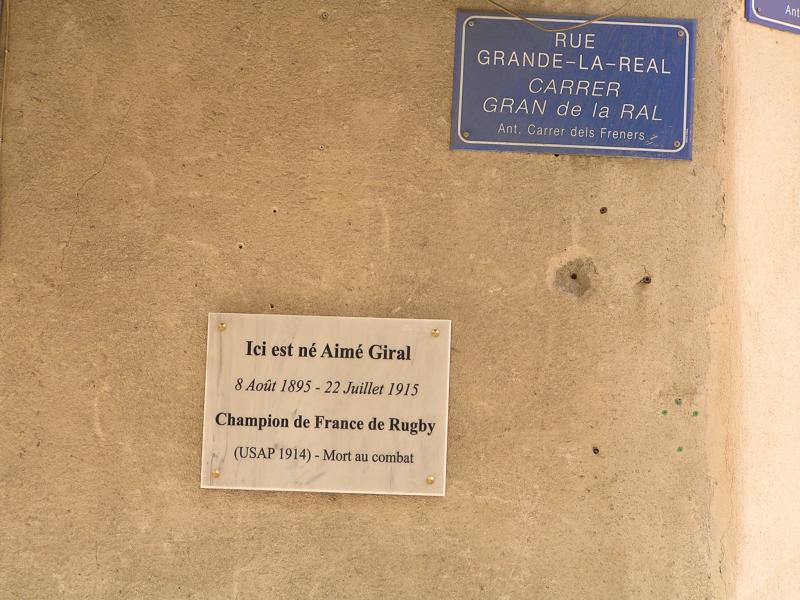 RUE
GRANDE-LA-REAL
CARRER
GRAN de la RAL
Ant. Carrer dels Freners
Ant
Ici est né Aimé Giral
8 Août 1895 - 22 Juillet 1915
Champion de France de Rugby
(USAP 1914) - Mort au combat